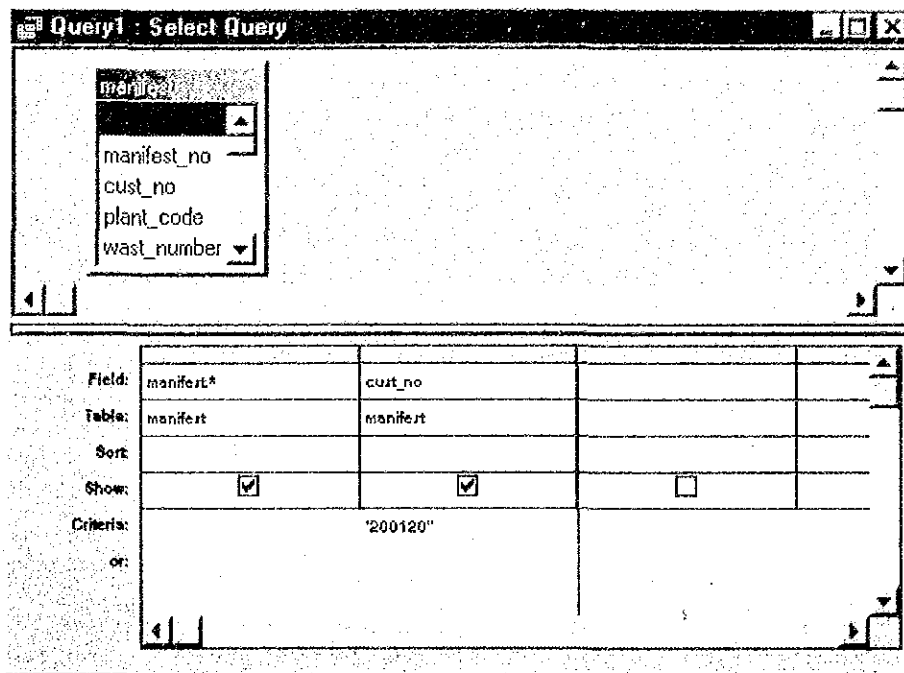 Query1 : Select Query
manifest
manifest_no
cust_no
plant_code
wast_number
Field: manifest.* cust_no
Table: manifest manifest
Sort:
Show:
Criteria: "200120"
or: